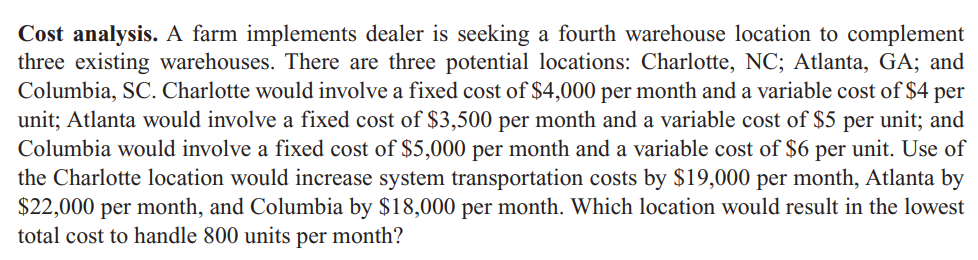 Cost analysis. A farm implements dealer is seeking a fourth warehouse location to complement
three existing warehouses. There are three potential locations: Charlotte, NC; Atlanta, GA; and
Columbia, SC. Charlotte would involve a fixed cost of $4,000 per month and a variable cost of $4 per
unit; Atlanta would involve a fixed cost of $3,500 per month and a variable cost of $5 per unit; and
Columbia would involve a fixed cost of $5,000 per month and a variable cost of $6 per unit. Use of
the Charlotte location would increase system transportation costs by $19,000 per month, Atlanta by
$22,000 per month, and Columbia by $18,000 per month. Which location would result in the lowest
total cost to handle 800 units per month?